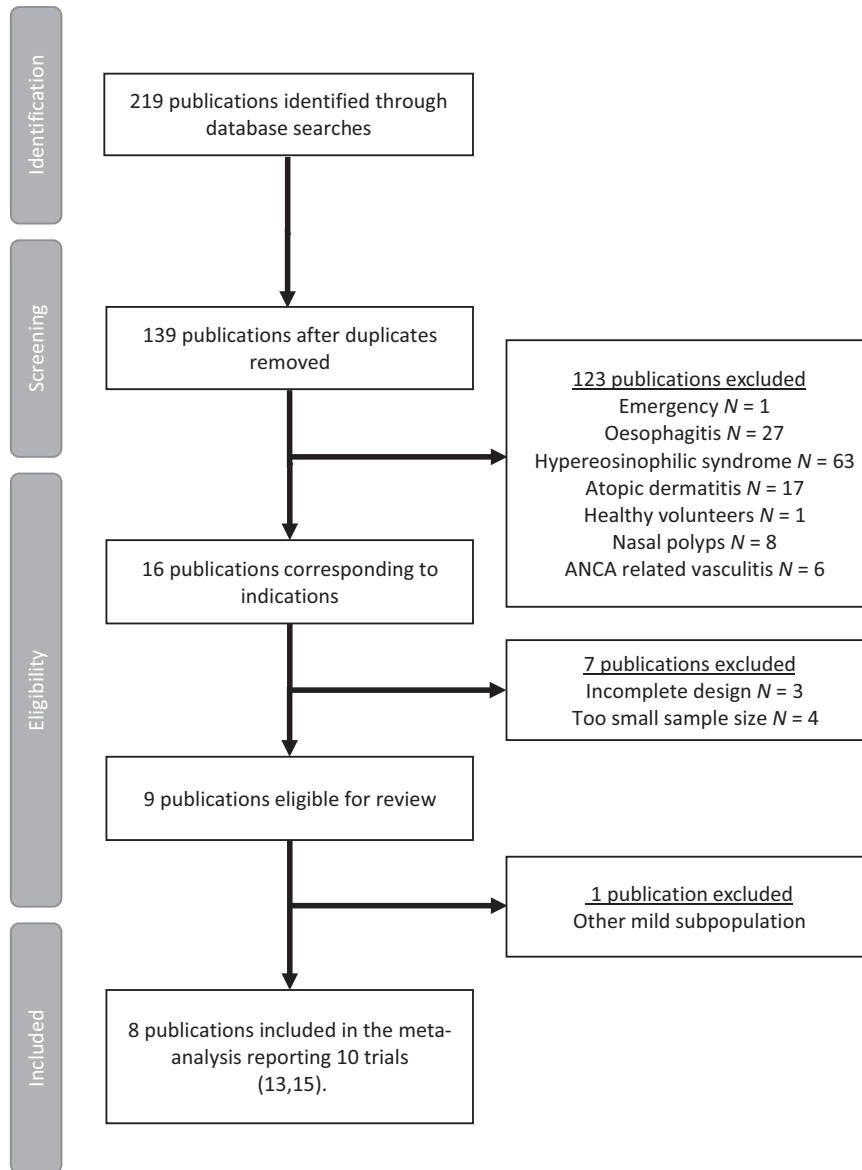 Identification
219 publications identified through
database searches
Screening
139 publications after duplicates
removed
123 publications excluded
Emergency N = 1
Oesophagitis N = 27
Hypereosinophilic syndrome N = 63
Atopic dermatitis N = 17
Healthy volunteers N = 1
Nasal polyps N = 8
ANCA related vasculitis N = 6
Eligibility
16 publications corresponding to
indications
7 publications excluded
Incomplete design N = 3
Too small sample size N = 4
9 publications eligible for review
1 publication excluded
Other mild subpopulation
Included
8 publications included in the meta-
analysis reporting 10 trials
(13,15).